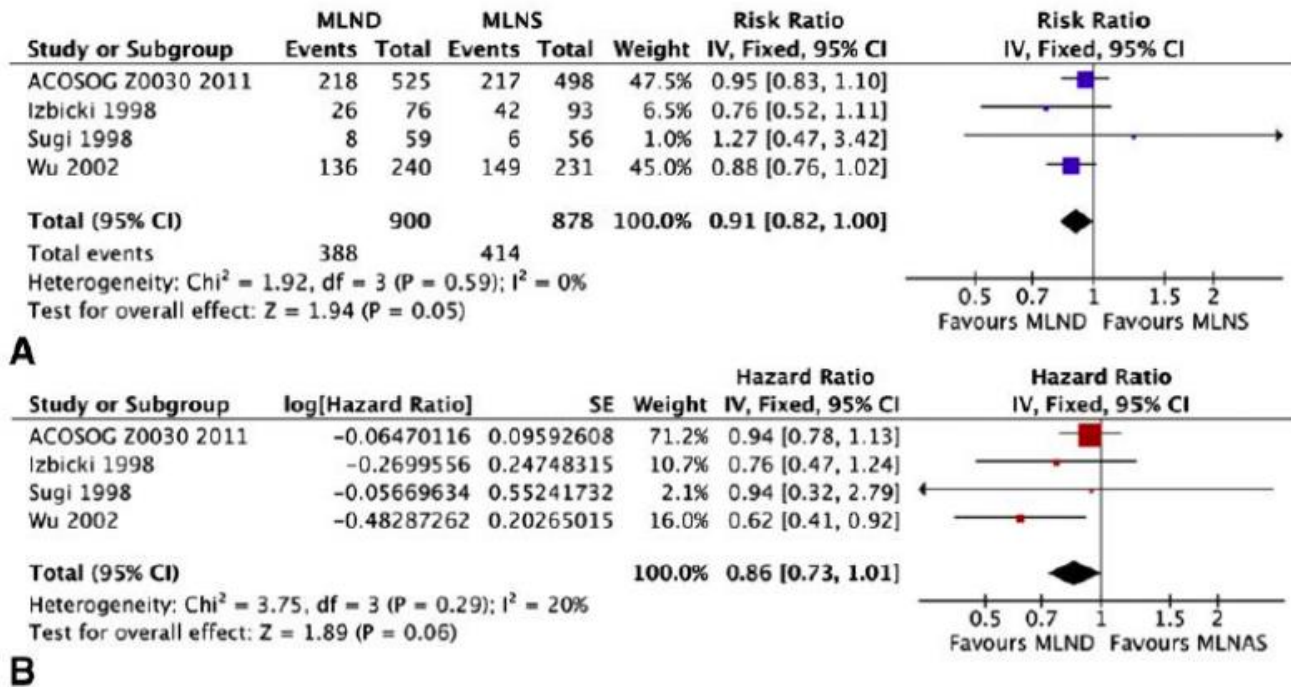 MLND MLNS Risk Ratio Risk Ratio
Study or Subgroup Events Total Events Total Weight IV, Fixed, 95% CI IV, Fixed, 95% CI
ACOSOG Z0030 2011 218 525 217 498 47.5% 0.95 [0.83, 1.10]
Izbicki 1998 26 76 42 93 6.5% 0.76 [0.52, 1.11]
Sugi 1998 8 59 6 56 1.0% 1.27 [0.47, 3.42]
Wu 2002 136 240 149 231 45.0% 0.88 [0.76, 1.02]
Total (95% CI) 900 878 100.0% 0.91 [0.82, 1.00]
Total events 388 414
Heterogeneity: Chi² = 1.92, df = 3 (P = 0.59); I² = 0%
Test for overall effect: Z = 1.94 (P = 0.05)
0.5 0.7 1 1.5 2
Favours MLND Favours MLNS
A
Hazard Ratio Hazard Ratio
Study or Subgroup log[Hazard Ratio] SE Weight IV, Fixed, 95% CI IV, Fixed, 95% CI
ACOSOG Z0030 2011 -0.06470116 0.09592608 71.2% 0.94 [0.78, 1.13]
Izbicki 1998 -0.2699556 0.24748315 10.7% 0.76 [0.47, 1.24]
Sugi 1998 -0.05669634 0.55241732 2.1% 0.94 [0.32, 2.79]
Wu 2002 -0.48287262 0.20265015 16.0% 0.62 [0.41, 0.92]
Total (95% CI) 100.0% 0.86 [0.73, 1.01]
Heterogeneity: Chi² = 3.75, df = 3 (P = 0.29); I² = 20%
Test for overall effect: Z = 1.89 (P = 0.06)
0.5 0.7 1 1.5 2
Favours MLND Favours MLNAS
B